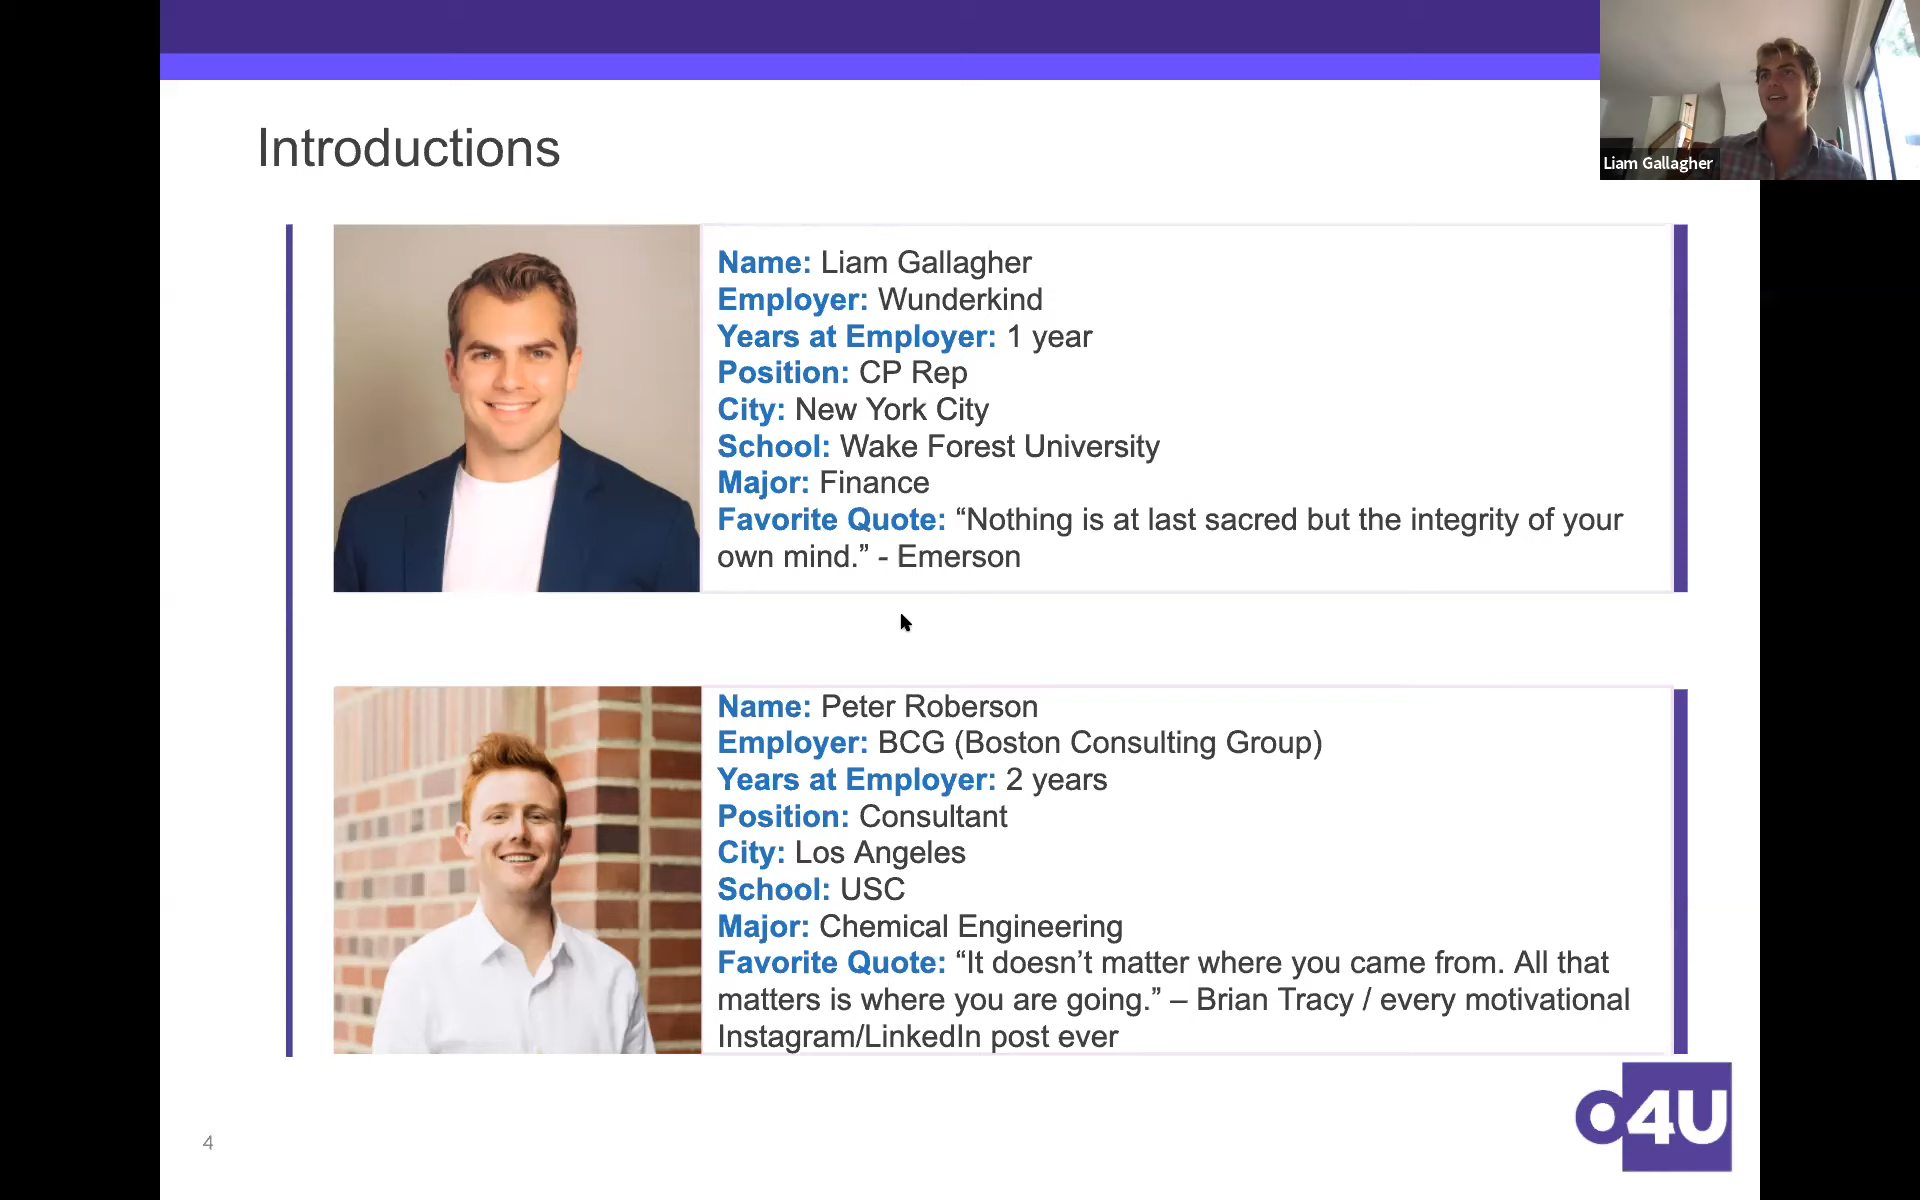 Introductions
Liam Gallagher
Name: Liam Gallagher
Employer: Wunderkind
Years at Employer: 1 year
Position: CP Rep
City: New York City
School: Wake Forest University
Major: Finance
Favorite Quote: “Nothing is at last sacred but the integrity of your
own mind.” - Emerson
Name: Peter Roberson
Employer: BCG (Boston Consulting Group)
Years at Employer: 2 years
Position: Consultant
City: Los Angeles
School: USC
Major: Chemical Engineering
Favorite Quote: “It doesn’t matter where you came from. All that
matters is where you are going.” – Brian Tracy / every motivational
Instagram/LinkedIn post ever
O4U
4